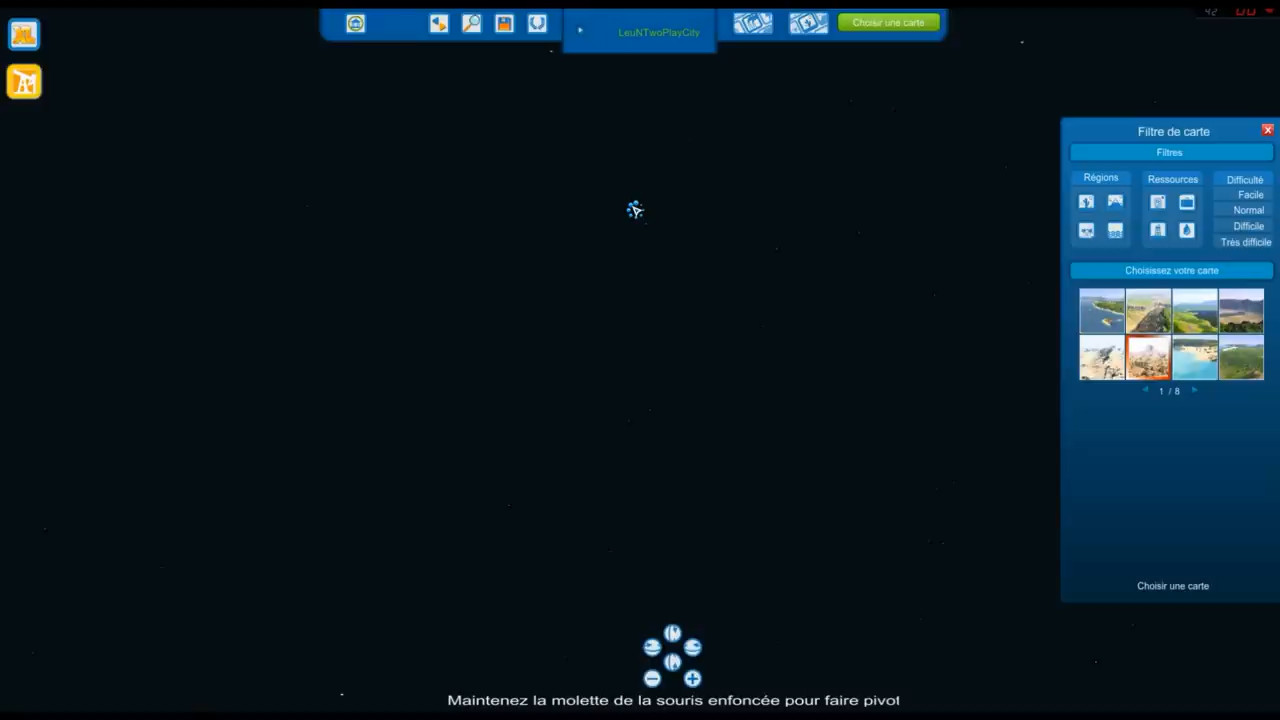 LeuNTwoPlayCity
Choisir une carte
42
Filtre de carte
Filtres
Régions
Ressources
Difficulté
Facile
Normal
Difficile
Très difficile
Choisissez votre carte
1 / 8
Choisir une carte
Maintenez la molette de la souris enfoncée pour faire pivot